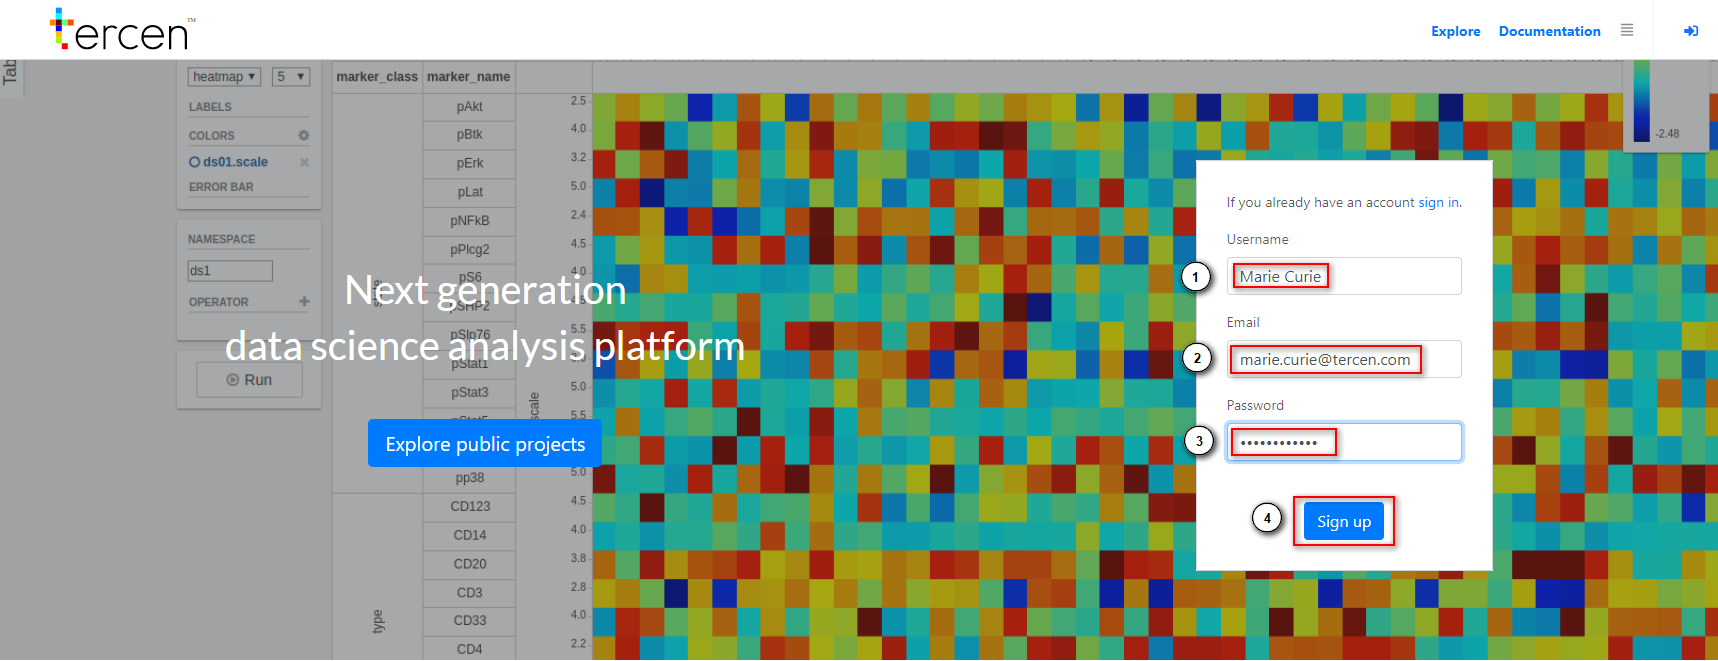 tercen™
Explore
Documentation
Tab
heatmap ▾
5 ▾
LABELS
COLORS
ds01.scale
ERROR BAR
NAMESPACE
ds1
OPERATOR
Run
marker_class
marker_name
pAkt
pBtk
pErk
pLat
pNFkB
pPlcg2
pS6
pSHP2
pSlp76
pStat1
pStat3
pStat5
pp38
CD123
CD14
CD20
CD3
CD33
CD4
type
scale
2.5
4.0
3.2
5.0
2.4
4.5
4.0
5.5
5.0
5.5
5.0
4.5
4.0
3.8
2.8
4.0
2.2
-2.48
Next generation
data science analysis platform
Explore public projects
If you already have an account sign in.
Username
1
Marie Curie
Email
2
marie.curie@tercen.com
Password
3
••••••••••••
4
Sign up